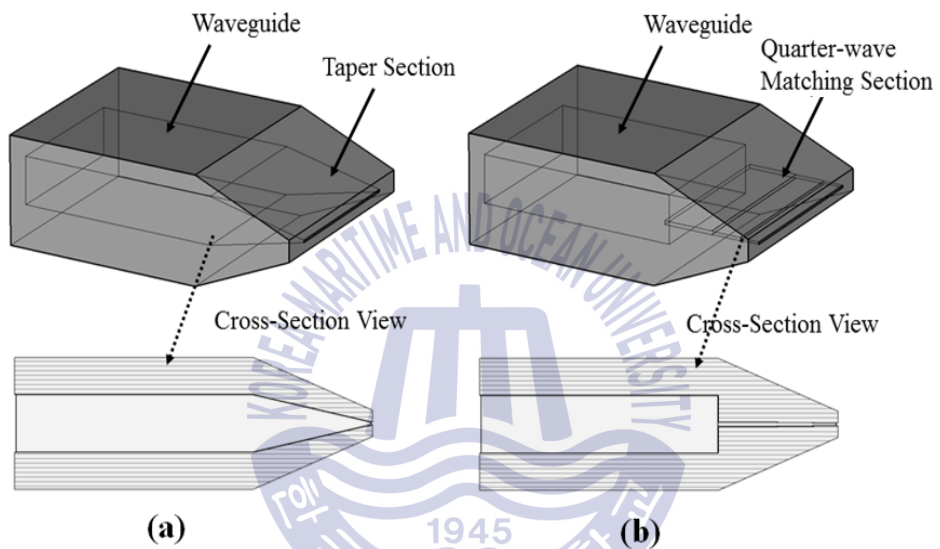 Waveguide
Taper Section
Cross-Section View
(a)
Waveguide
Quarter-wave
Matching Section
Cross-Section View
(b)
KOREA MARITIME AND OCEAN UNIVERSITY
1945